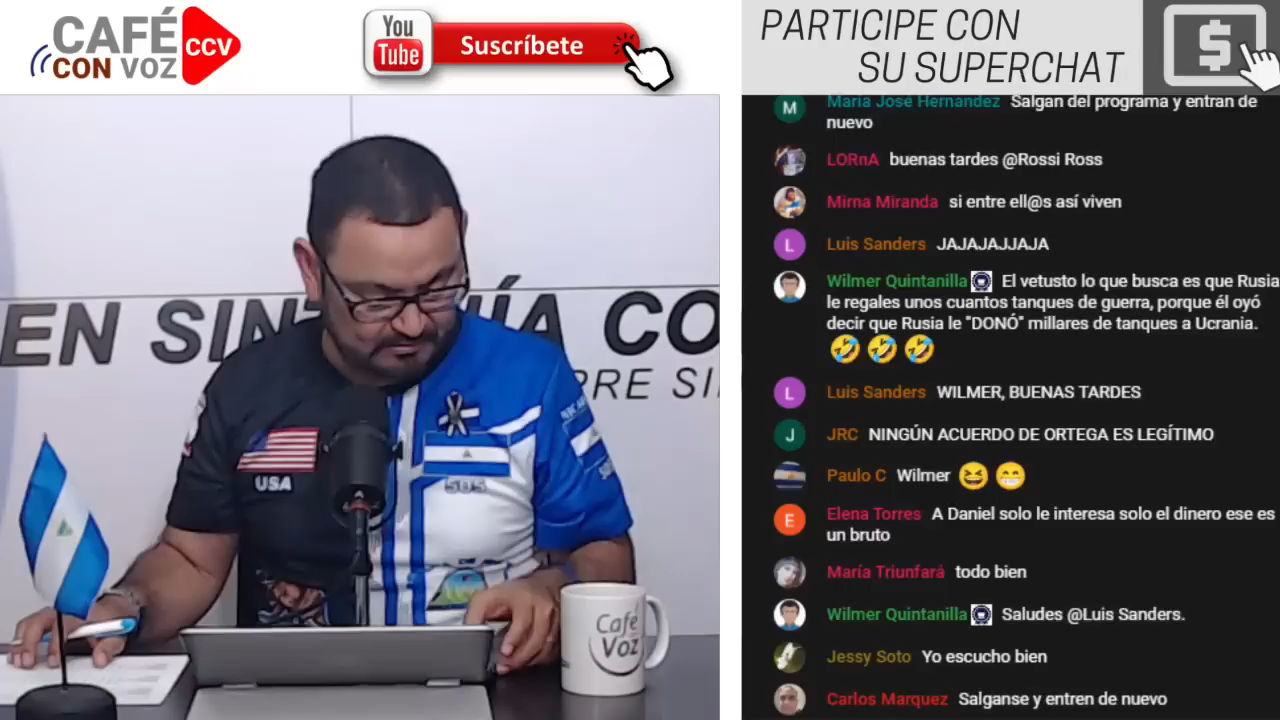 CAFÉ
CON VOZ
CCV
You
Tube
Suscríbete
PARTICIPE CON
SU SUPERCHAT
$
EN SINTONÍA CO
PRE SI
USA
SOS
Café
Voz
M
María José Hernandez Salgan del programa y entran de
nuevo
LORnA buenas tardes @Rossi Ross
Mirna Miranda si entre ell@s así viven
L
Luis Sanders JAJAJAJJAJA
Wilmer Quintanilla El vetusto lo que busca es que Rusia
le regales unos cuantos tanques de guerra, porque él oyó
decir que Rusia le "DONÓ" millares de tanques a Ucrania.
🤣 🤣 🤣
L
Luis Sanders WILMER, BUENAS TARDES
J
JRC NINGÚN ACUERDO DE ORTEGA ES LEGÍTIMO
Paulo C Wilmer 😆 😁
E
Elena Torres A Daniel solo le interesa solo el dinero ese es
un bruto
María Triunfará todo bien
Wilmer Quintanilla Saludes @Luis Sanders.
Jessy Soto Yo escucho bien
Carlos Marquez Salganse y entren de nuevo